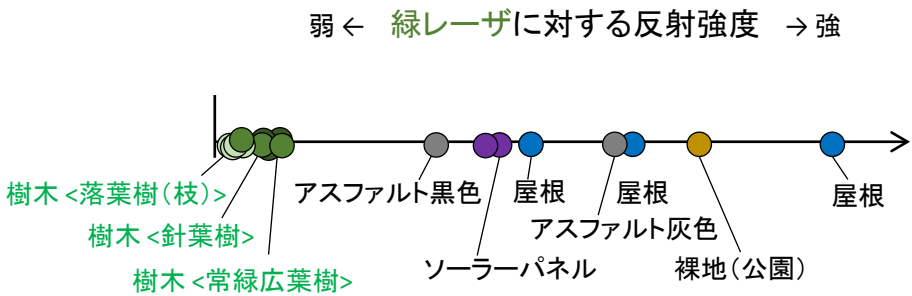 弱 ← 緑レーザに対する反射強度 → 強
樹木 <落葉樹(枝)>
樹木 <針葉樹>
樹木 <常緑広葉樹>
アスファルト黒色
ソーラーパネル
屋根
屋根
アスファルト灰色
裸地(公園)
屋根